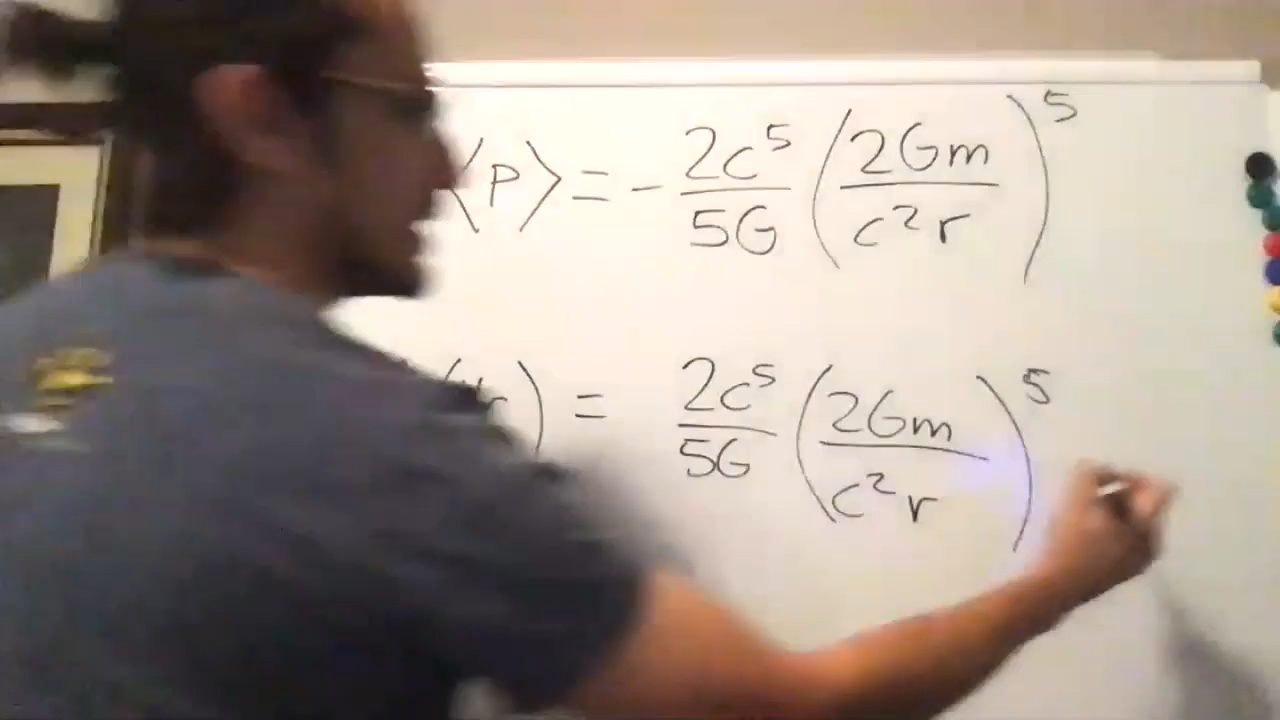 ⟨P⟩ = - 2c⁵/5G (2Gm/c²r)⁵
) = 2c⁵/5G (2Gm/c²r)⁵